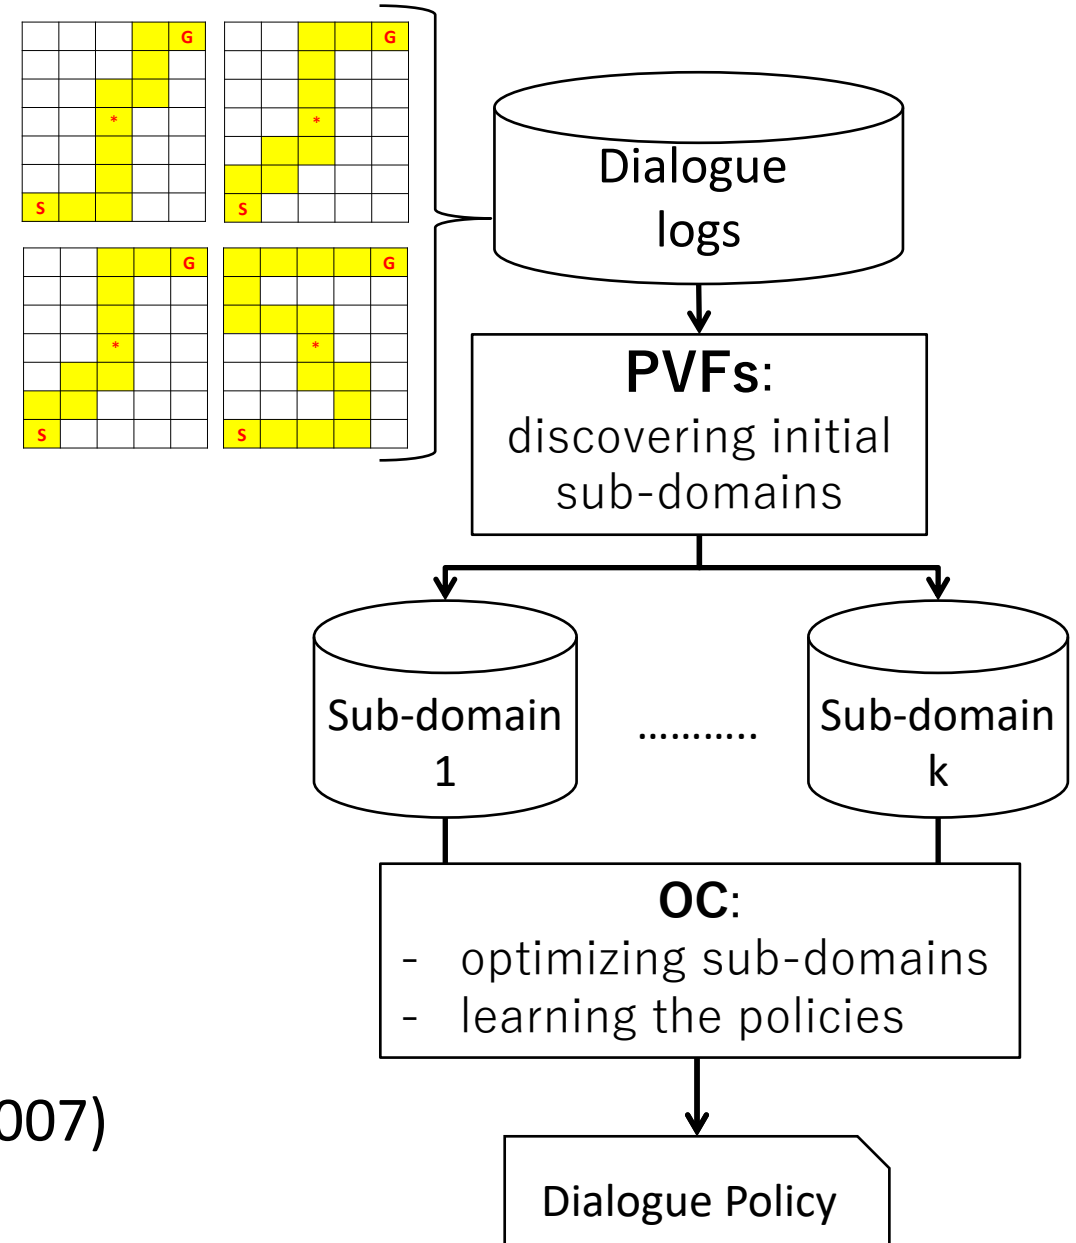 G
*
S
G
*
S
G
*
S
G
*
S
Dialogue
logs
PVFs:
discovering initial
sub-domains
Sub-domain
1
...........
Sub-domain
k
OC:
- optimizing sub-domains
- learning the policies
007)
Dialogue Policy